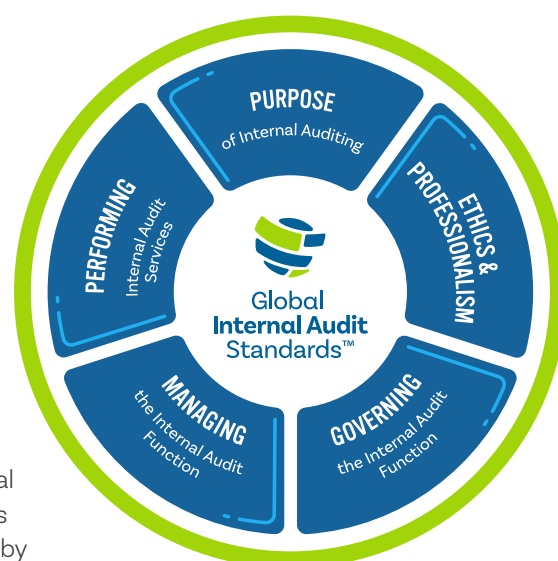 PURPOSE
of Internal Auditing
ETHICS &
PROFESSIONALISM
GOVERNING
the Internal Audit
Function
MANAGING
the Internal Audit
Function
PERFORMING
Internal Audit
Services
Global
Internal Audit
Standards™
al
s
by